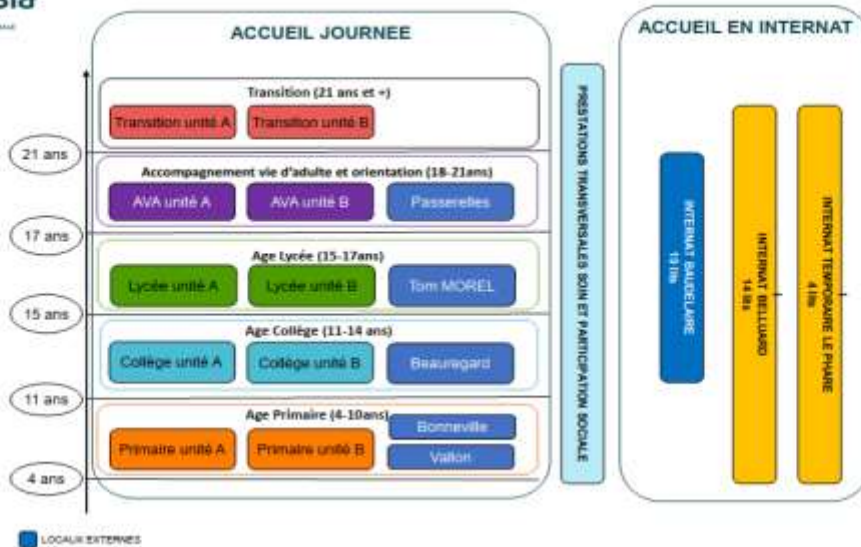 ACCUEIL JOURNEE
Transition (21 ans et +)
Transition unité A
Transition unité B
21 ans
Accompagnement vie d'adulte et orientation (18-21ans)
AVA unité A
AVA unité B
Passerelles
17 ans
Age Lycée (15-17ans)
Lycée unité A
Lycée unité B
Tom MOREL
15 ans
Age Collège (11-14 ans)
Collège unité A
Collège unité B
Beauregard
11 ans
Age Primaire (4-10ans)
Primaire unité A
Primaire unité B
Bonneville
Vallon
4 ans
LOCAUX EXTERNES
PRESTATIONS TRANSVERSALES SOIN ET PARTICIPATION SOCIALE
ACCUEIL EN INTERNAT
INTERNAT BAUDELAIRE
lits
INTERNAT BELLUARD
14 lits
INTERNAT TEMPORAIRE LE PHARE
4 lits